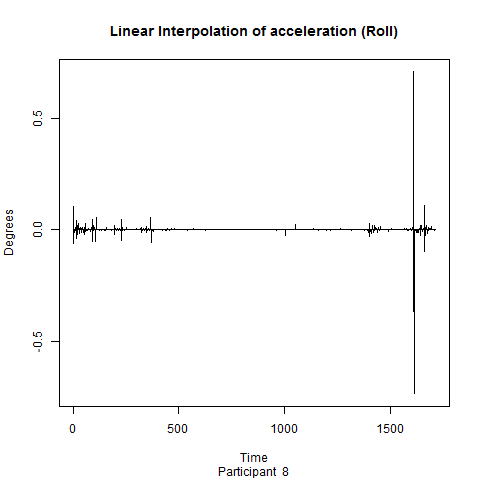 Linear Interpolation of acceleration (Roll)
0.5
0.0
-0.5
Degrees
0 500 1000 1500
Time
Participant 8